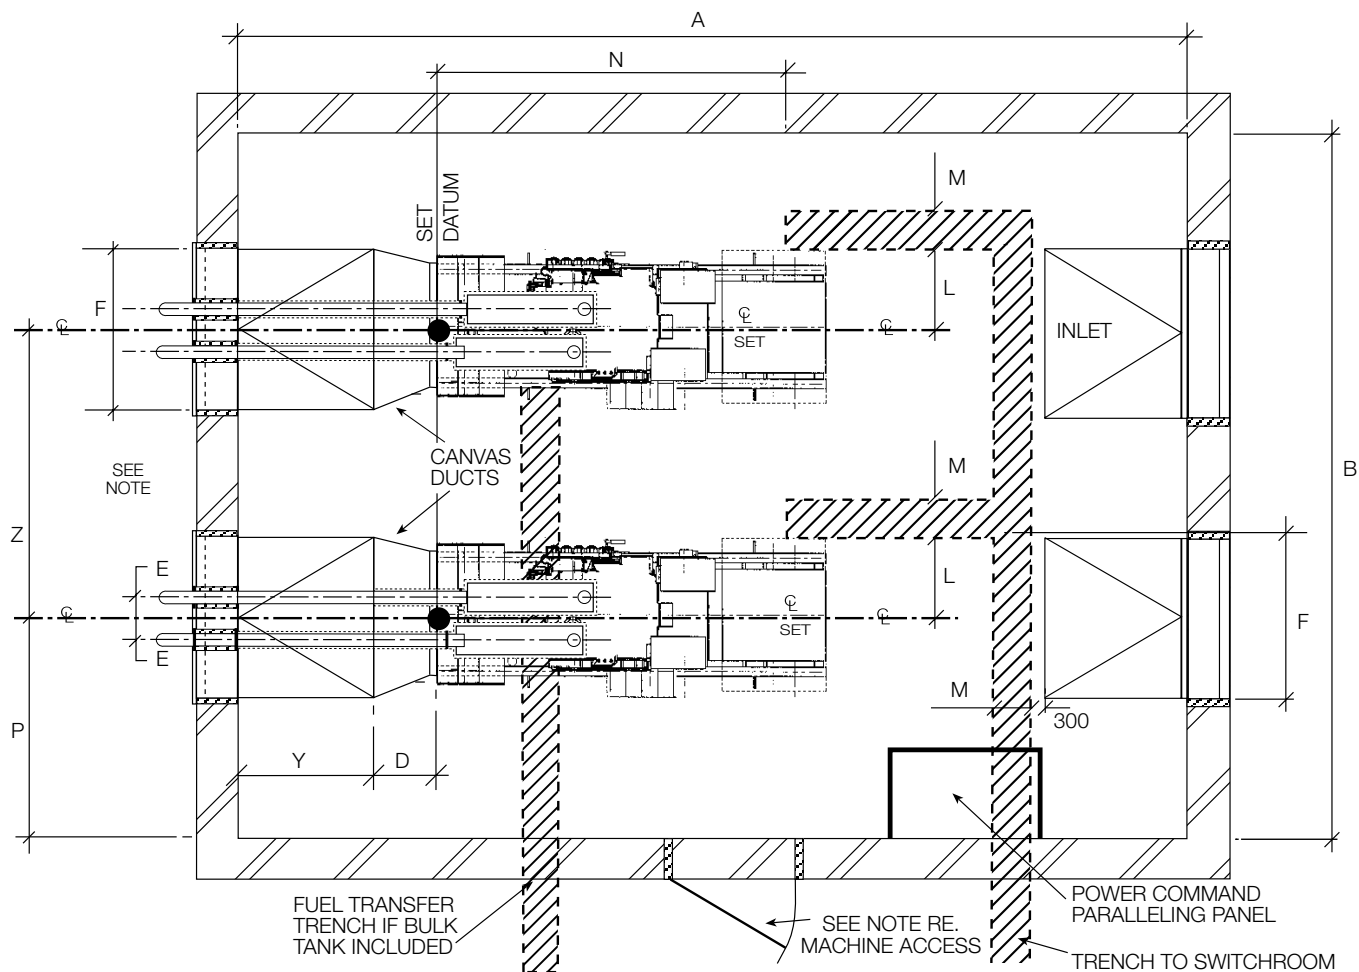 A
N
M
SET
DATUM
F
L
℄
℄
SET
℄
INLET
CANVAS
DUCTS
SEE
NOTE
M
B
Z
E
L
℄
℄
SET
℄
F
E
M
300
P
Y
D
FUEL TRANSFER
TRENCH IF BULK
TANK INCLUDED
SEE NOTE RE.
MACHINE ACCESS
POWER COMMAND
PARALLELING PANEL
TRENCH TO SWITCHROOM